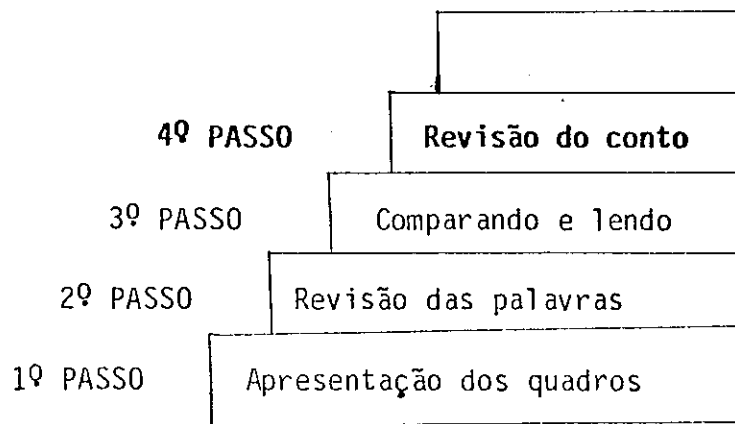 4º PASSO Revisão do conto
3º PASSO Comparando e lendo
2º PASSO Revisão das palavras
1º PASSO Apresentação dos quadros